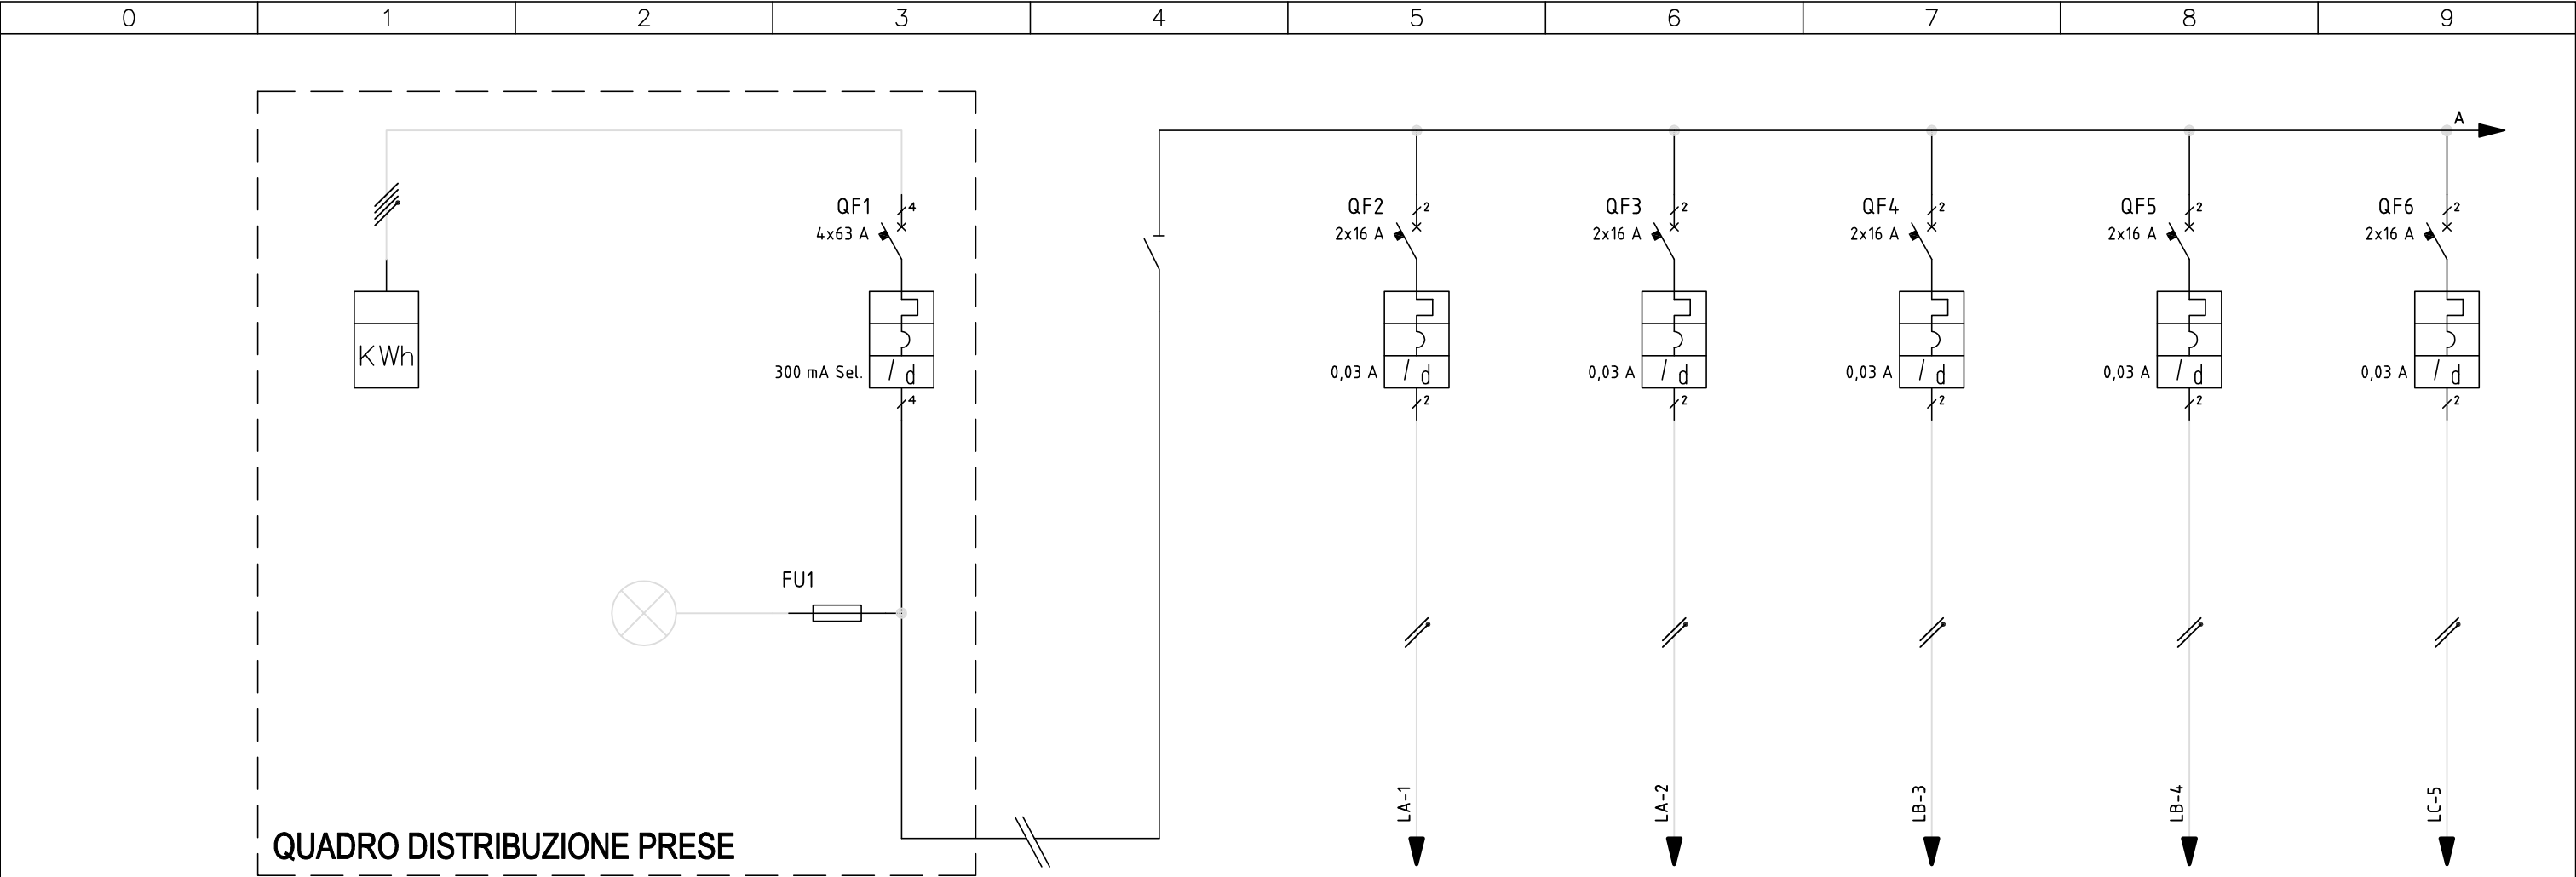 0 1 2 3 4 5 6 7 8 9
A
QF1 4
4x63 A
KWh
300 mA Sel. / d
4
QF2 2
2x16 A
0,03 A / d
2
QF3 2
2x16 A
0,03 A / d
2
QF4 2
2x16 A
0,03 A / d
2
QF5 2
2x16 A
0,03 A / d
2
QF6 2
2x16 A
0,03 A / d
2
FU1
LA-1
LA-2
LB-3
LB-4
LC-5
QUADRO DISTRIBUZIONE PRESE